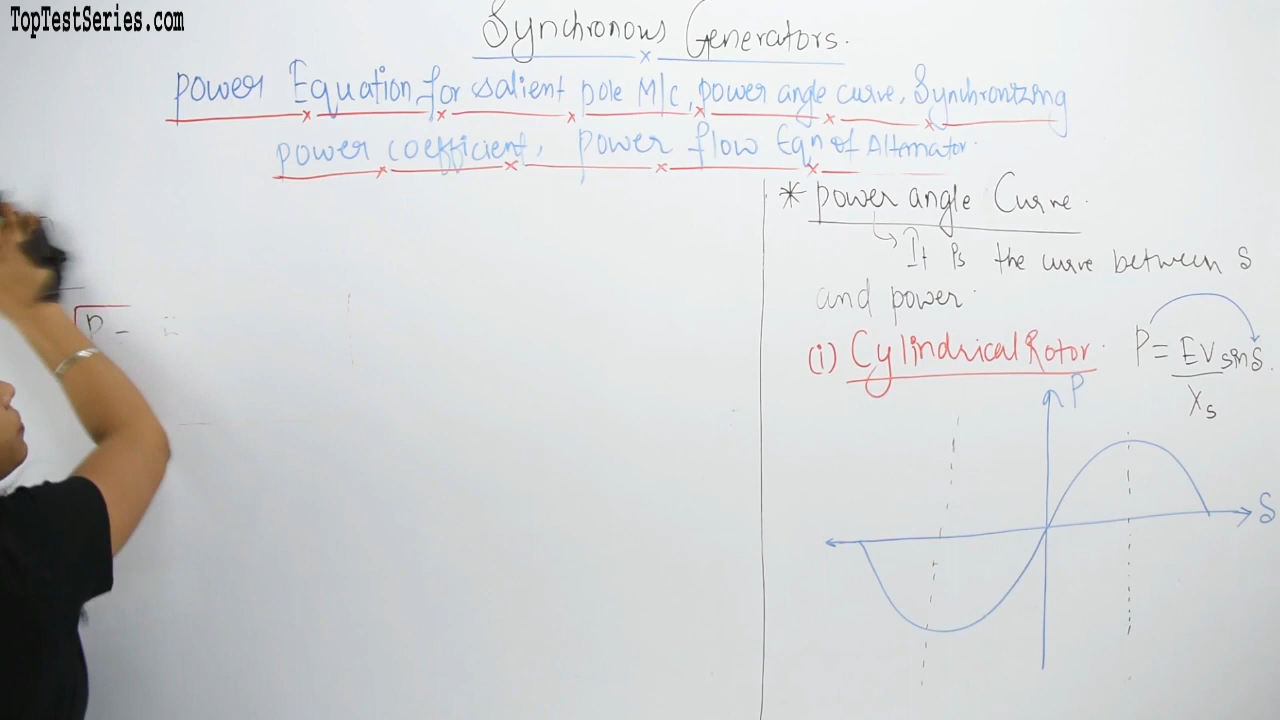 TopTestSeries.com
Synchronous Generators.
power Equation for salient pole M/c, power angle curve, Synchronizing
power coefficient, power flow Eqn of Alternator.
P =
* power angle Curve.
It is the curve between δ
and power.
(i) Cylindrical Rotor. P = EV sin δ.
Xs
P
δ